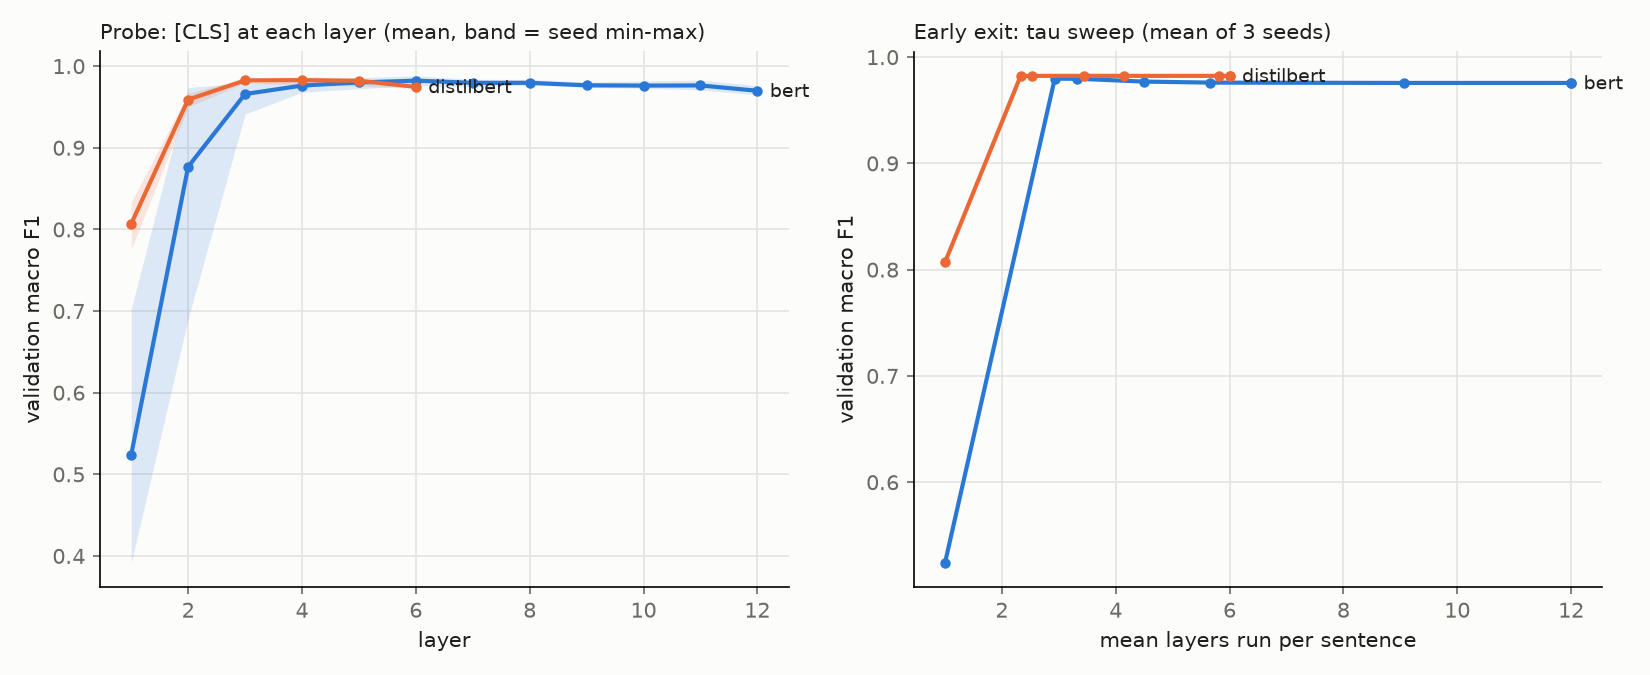 Probe: [CLS] at each layer (mean, band = seed min-max)
validation macro F1
1.0
0.9
0.8
0.7
0.6
0.5
0.4
distilbert
bert
2 4 6 8 10 12
layer
Early exit: tau sweep (mean of 3 seeds)
validation macro F1
1.0
0.9
0.8
0.7
0.6
distilbert
bert
2 4 6 8 10 12
mean layers run per sentence